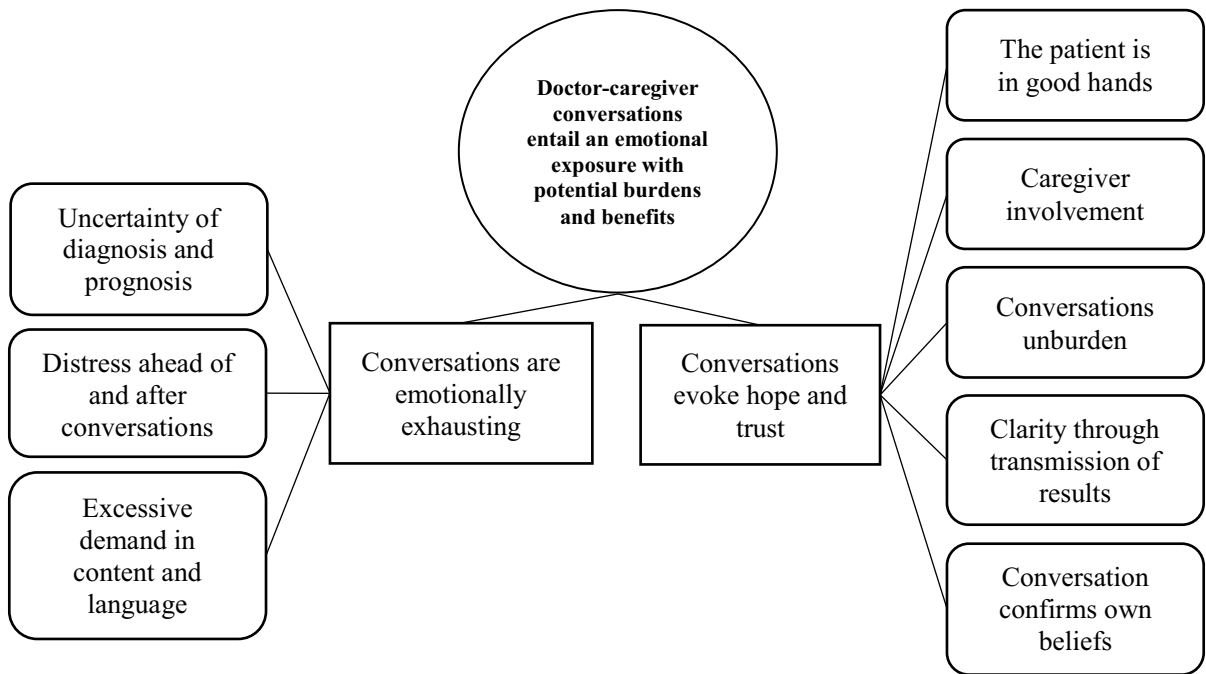 Doctor-caregiver
conversations
entail an emotional
exposure with
potential burdens
and benefits
Conversations are
emotionally
exhausting
Uncertainty of
diagnosis and
prognosis
Distress ahead of
and after
conversations
Excessive
demand in
content and
language
Conversations
evoke hope and
trust
The patient is
in good hands
Caregiver
involvement
Conversations
unburden
Clarity through
transmission of
results
Conversation
confirms own
beliefs